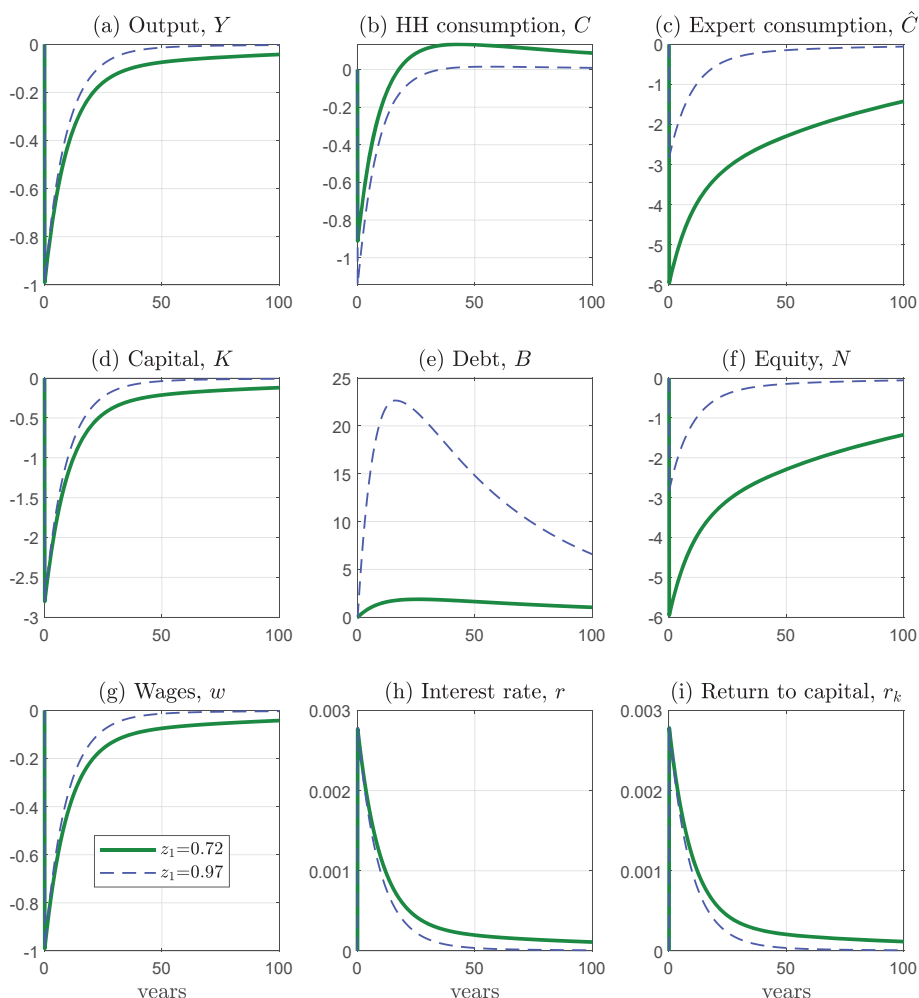 (a) Output, Y
(b) HH consumption, C
(c) Expert consumption, Ĉ
0
-0.2
-0.4
-0.6
-0.8
-1
0 50 100
0
-0.2
-0.4
-0.6
-0.8
-1
0 50 100
0
-1
-2
-3
-4
-5
-6
0 50 100
(d) Capital, K
(e) Debt, B
(f) Equity, N
0
-0.5
-1
-1.5
-2
-2.5
-3
0 50 100
25
20
15
10
5
0
0 50 100
0
-1
-2
-3
-4
-5
-6
0 50 100
(g) Wages, w
(h) Interest rate, r
(i) Return to capital, r_k
0
-0.2
-0.4
-0.6
-0.8
-1
z₁=0.72
z₁=0.97
0 50 100
years
0.003
0.002
0.001
0
0 50 100
years
0.003
0.002
0.001
0
0 50 100
years